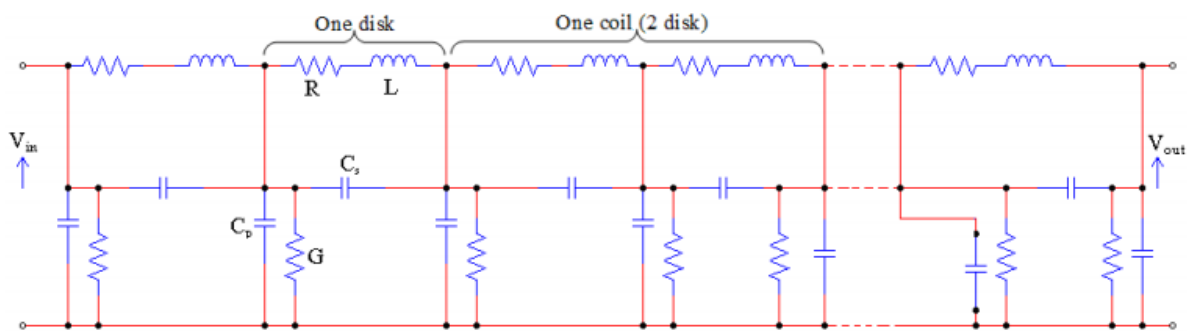 One disk
One coil (2 disk)
R
L
V_in
C_s
V_out
C_p
G